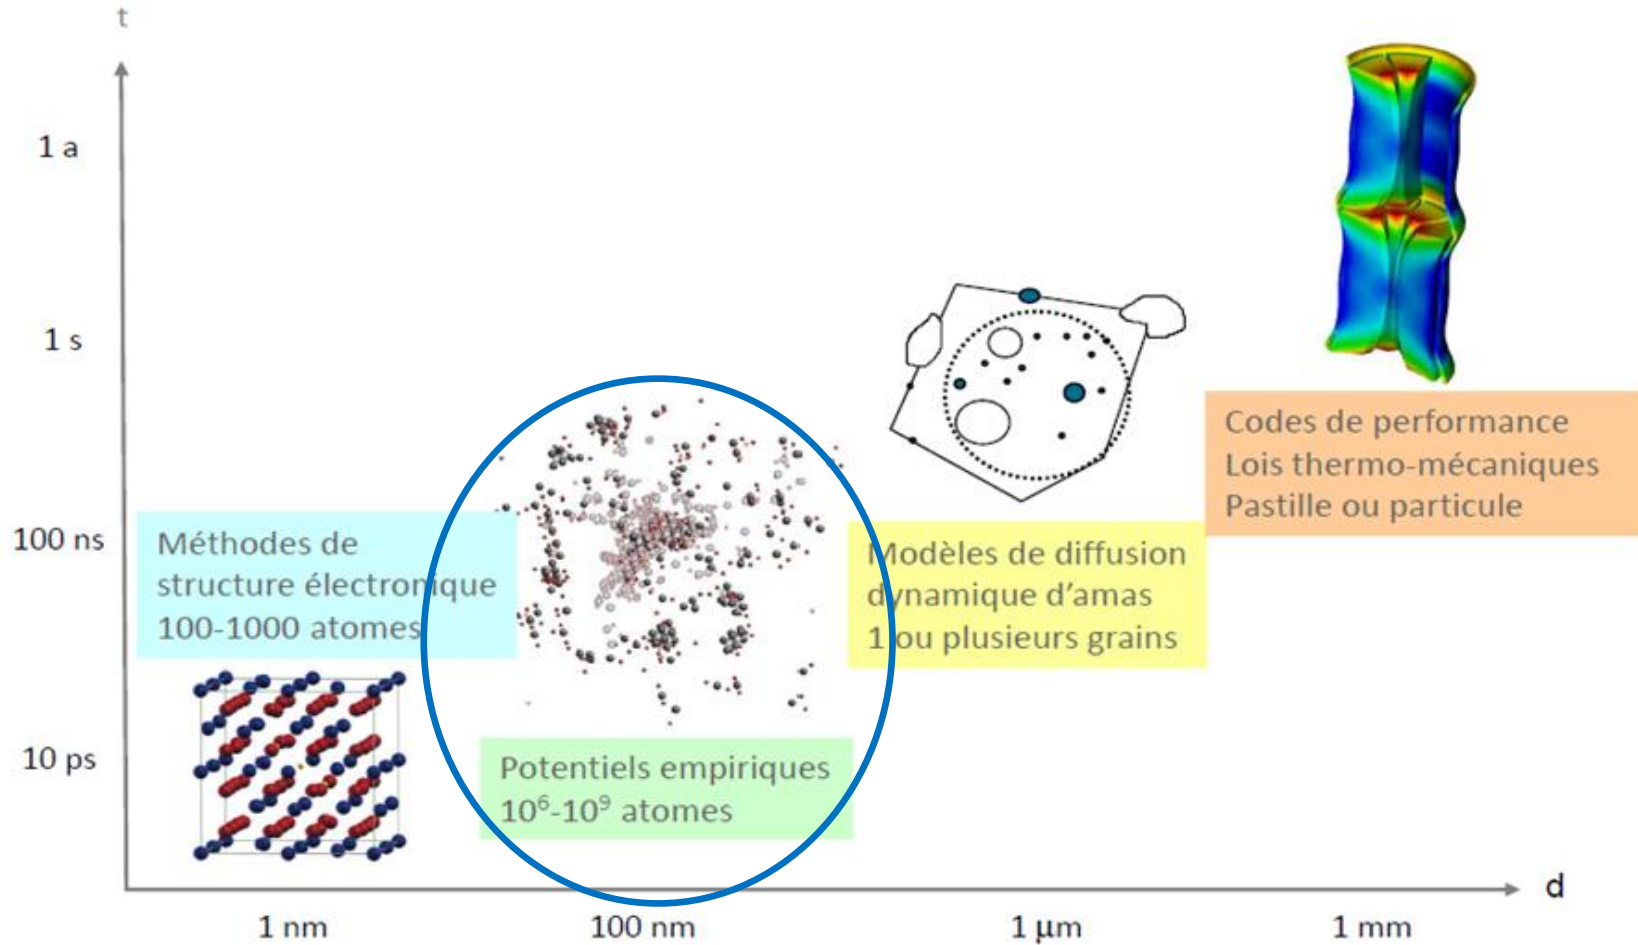 t
1 a
1 s
100 ns
10 ps
Méthodes de
structure électronique
100-1000 atomes
Potentiels empiriques
10⁶-10⁹ atomes
Modèles de diffusion
dynamique d'amas
1 ou plusieurs grains
Codes de performance
Lois thermo-mécaniques
Pastille ou particule
d
1 nm
100 nm
1 µm
1 mm